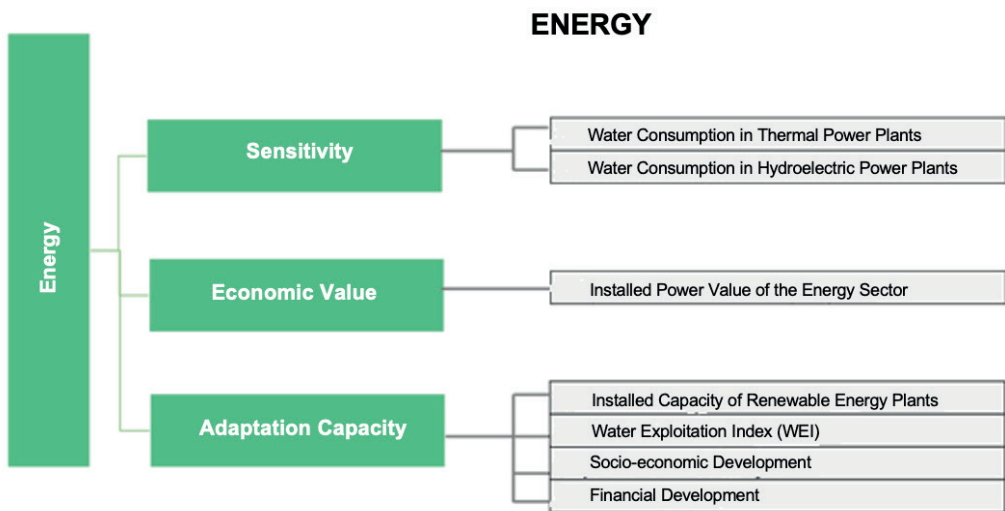 ENERGY
Energy
Sensitivity
Water Consumption in Thermal Power Plants
Water Consumption in Hydroelectric Power Plants
Economic Value
Installed Power Value of the Energy Sector
Adaptation Capacity
Installed Capacity of Renewable Energy Plants
Water Exploitation Index (WEI)
Socio-economic Development
Financial Development